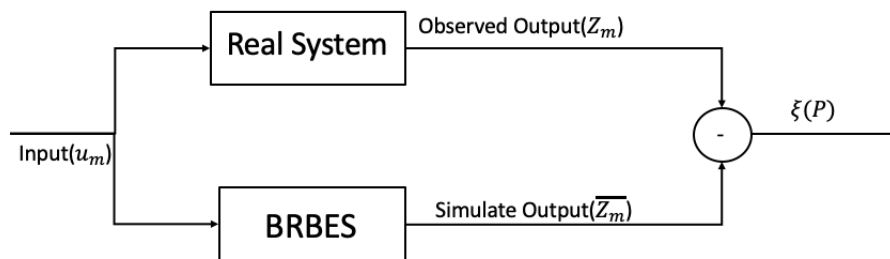 Real System
Observed Output(Z_m)
ξ(P)
-
Input(u_m)
BRBES
Simulate Output(\overline{Z_m})